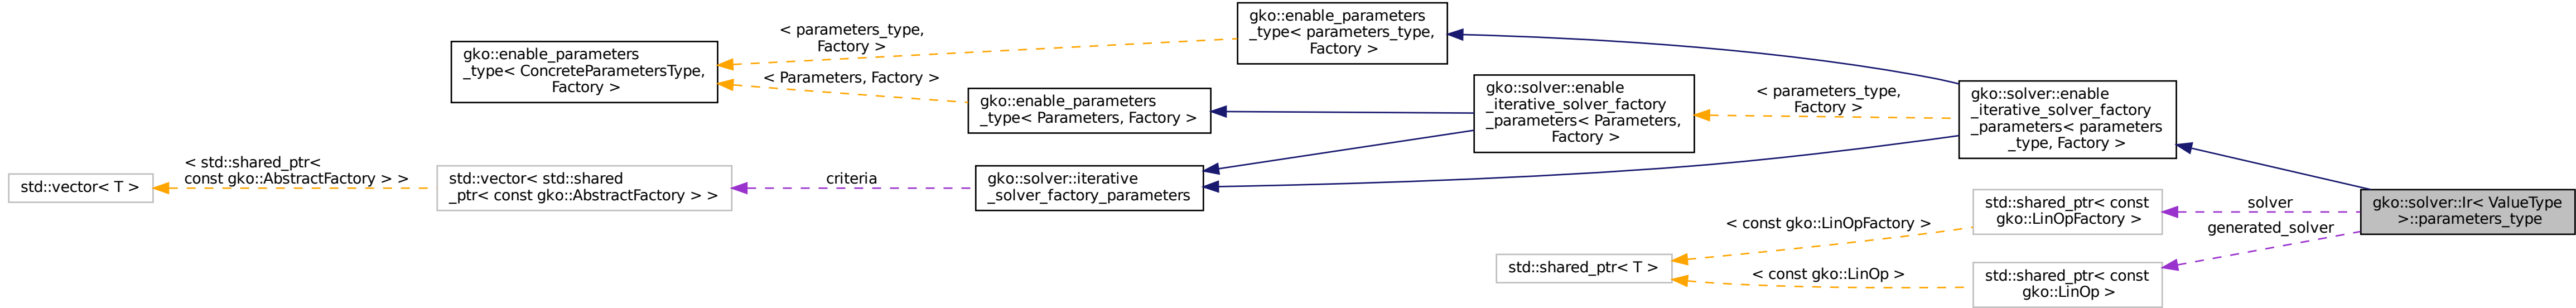 < parameters_type,
Factory >
gko::enable_parameters
_type< parameters_type,
Factory >
gko::enable_parameters
_type< ConcreteParametersType,
Factory >
< Parameters, Factory >
gko::enable_parameters
_type< Parameters, Factory >
gko::solver::enable
_iterative_solver_factory
_parameters< Parameters,
Factory >
< parameters_type,
Factory >
gko::solver::enable
_iterative_solver_factory
_parameters< parameters
_type, Factory >
std::vector< T >
< std::shared_ptr<
const gko::AbstractFactory > >
std::vector< std::shared
_ptr< const gko::AbstractFactory > >
criteria
gko::solver::iterative
_solver_factory_parameters
std::shared_ptr< T >
< const gko::LinOpFactory >
< const gko::LinOp >
std::shared_ptr< const
gko::LinOpFactory >
std::shared_ptr< const
gko::LinOp >
solver
generated_solver
gko::solver::Ir< ValueType
>::parameters_type